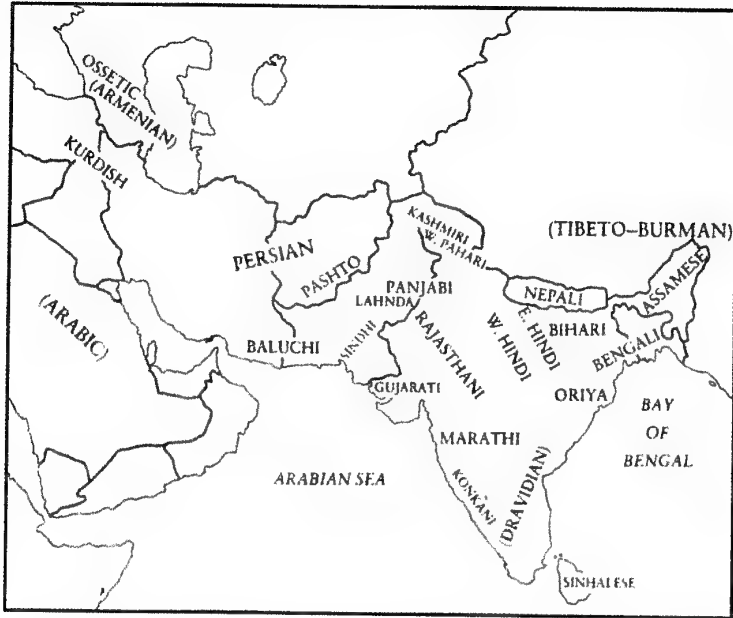 OSSETIC
(ARMENIAN)
KURDISH
(ARABIC)
PERSIAN
PASHTO
BALUCHI
KASHMIRI
W. PAHARI
PANJABI
LAHNDA
SINDHI
GUJARATI
RAJASTHANI
W. HINDI
E. HINDI
NEPALI
BIHARI
(TIBETO–BURMAN)
ASSAMESE
BENGALI
ORIYA
MARATHI
KONKANI
(DRAVIDIAN)
SINHALESE
ARABIAN SEA
BAY
OF
BENGAL